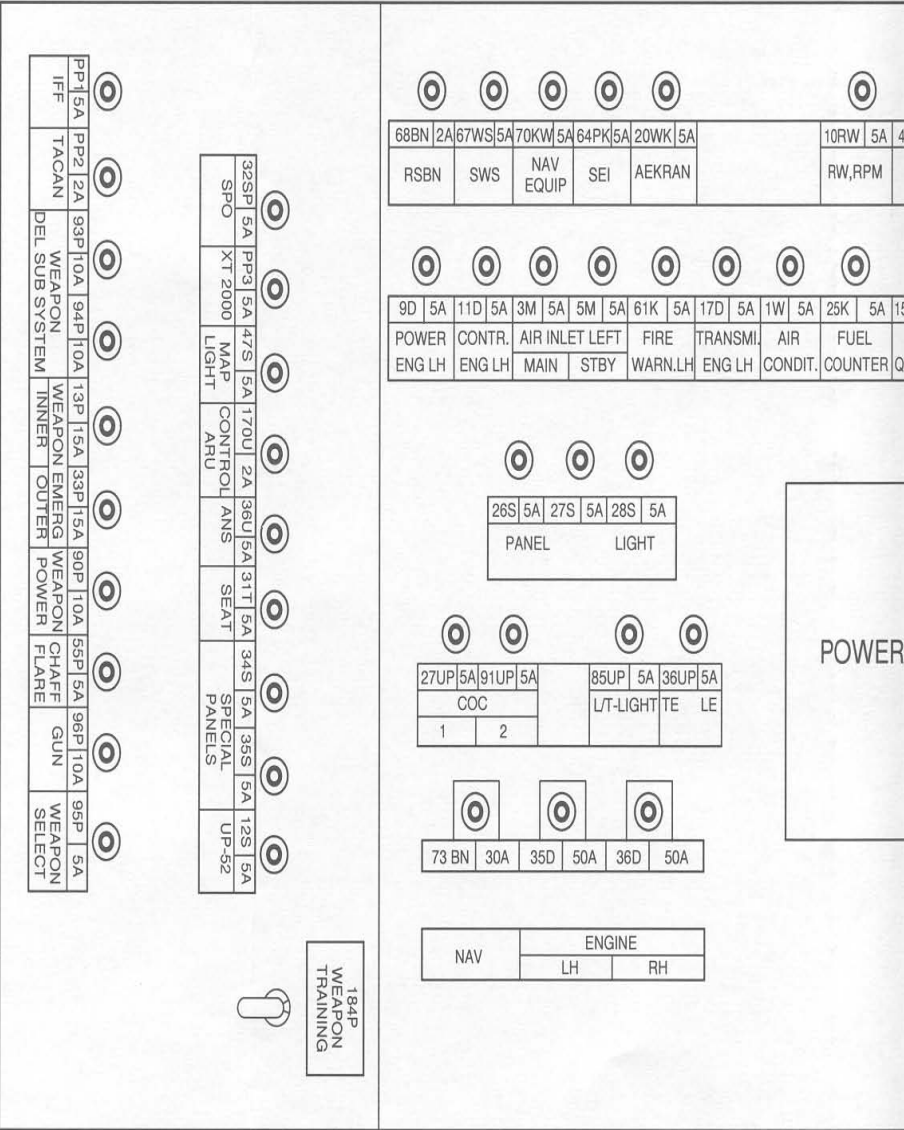 PP1 5A PP2 2A 93P 10A 94P 10A 13P 15A 33P 15A 90P 10A 55P 5A 96P 10A 95P 5A
IFF TACAN WEAPON WEAPON EMERG WEAPON CHAFF GUN WEAPON
DEL SUB SYSTEM INNER OUTER POWER FLARE SELECT
32SP 5A PP3 5A 47S 5A 170U 2A 36U 5A 31T 5A 34S 5A 35S 5A 12S 5A
SPO XT 2000 MAP CONTROL ANS SEAT SPECIAL UP-52
LIGHT ARU PANELS
184P
WEAPON
TRAINING
68BN 2A 67WS 5A 70KW 5A 64PK 5A 20WK 5A 10RW 5A 4
RSBN SWS NAV SEI AEKRAN RW,RPM
EQUIP
9D 5A 11D 5A 3M 5A 5M 5A 61K 5A 17D 5A 1W 5A 25K 5A 15
POWER CONTR. AIR INLET LEFT FIRE TRANSMI. AIR FUEL
ENG LH ENG LH MAIN STBY WARN.LH ENG LH CONDIT. COUNTER Q
26S 5A 27S 5A 28S 5A
PANEL LIGHT
POWER
27UP 5A 91UP 5A 85UP 5A 36UP 5A
COC L/T-LIGHT TE LE
1 2
73 BN 30A 35D 50A 36D 50A
NAV ENGINE
LH RH